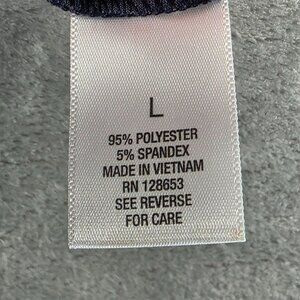 L
95% POLYESTER
5% SPANDEX
MADE IN VIETNAM
RN 128653
SEE REVERSE
FOR CARE